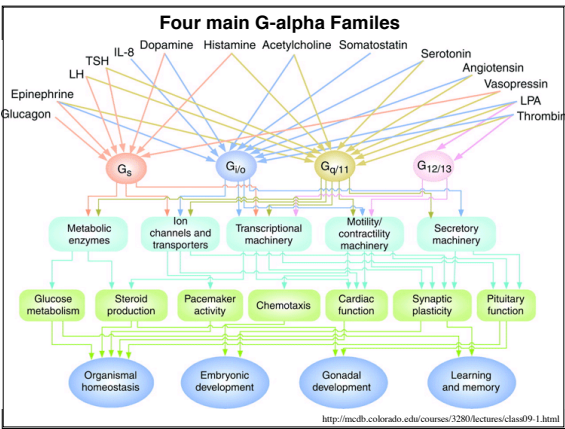 Four main G-alpha Familes
Dopamine
Histamine
Acetylcholine
Somatostatin
IL-8
Serotonin
TSH
Angiotensin
LH
Vasopressin
Epinephrine
LPA
Glucagon
Thrombin
Gs
Gi/o
Gq/11
G12/13
Metabolic
enzymes
Ion
channels and
transporters
Transcriptional
machinery
Motility/
contractility
machinery
Secretory
machinery
Glucose
metabolism
Steroid
production
Pacemaker
activity
Chemotaxis
Cardiac
function
Synaptic
plasticity
Pituitary
function
Organismal
homeostasis
Embryonic
development
Gonadal
development
Learning
and memory
http://mcdb.colorado.edu/courses/3280/lectures/class09-1.html